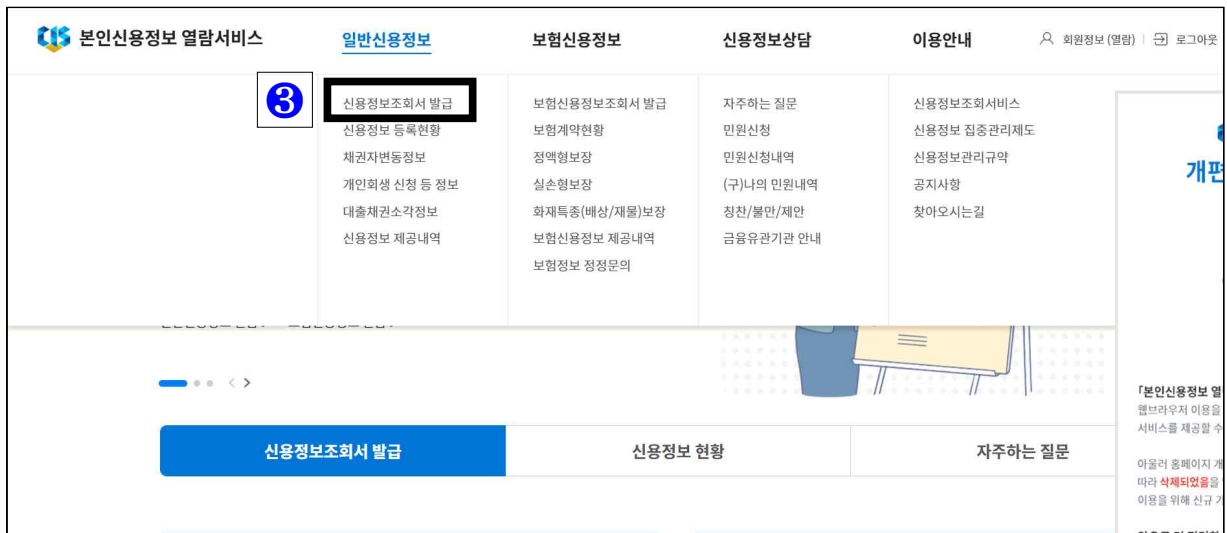 CIS 본인신용정보 열람서비스 일반신용정보 보험신용정보 신용정보상담 이용안내 회원정보 (열람) 로그아웃
❸
신용정보조회서 발급
신용정보 등록현황
채권자변동정보
개인회생 신청 등 정보
대출채권소각정보
신용정보 제공내역
보험신용정보조회서 발급
보험계약현황
정액형보장
실손형보장
화재특종(배상/재물)보장
보험신용정보 제공내역
보험정보 정정문의
자주하는 질문
민원신청
민원신청내역
(구)나의 민원내역
칭찬/불만/제안
금융유관기관 안내
신용정보조회서비스
신용정보 집중관리제도
신용정보관리규약
공지사항
찾아오시는길
개편
「본인신용정보 열
웹브라우저 이용을
서비스를 제공할 수
아울러 홈페이지 개
따라 삭제되었음을
이용을 위해 신규
신용정보조회서 발급 신용정보 현황 자주하는 질문